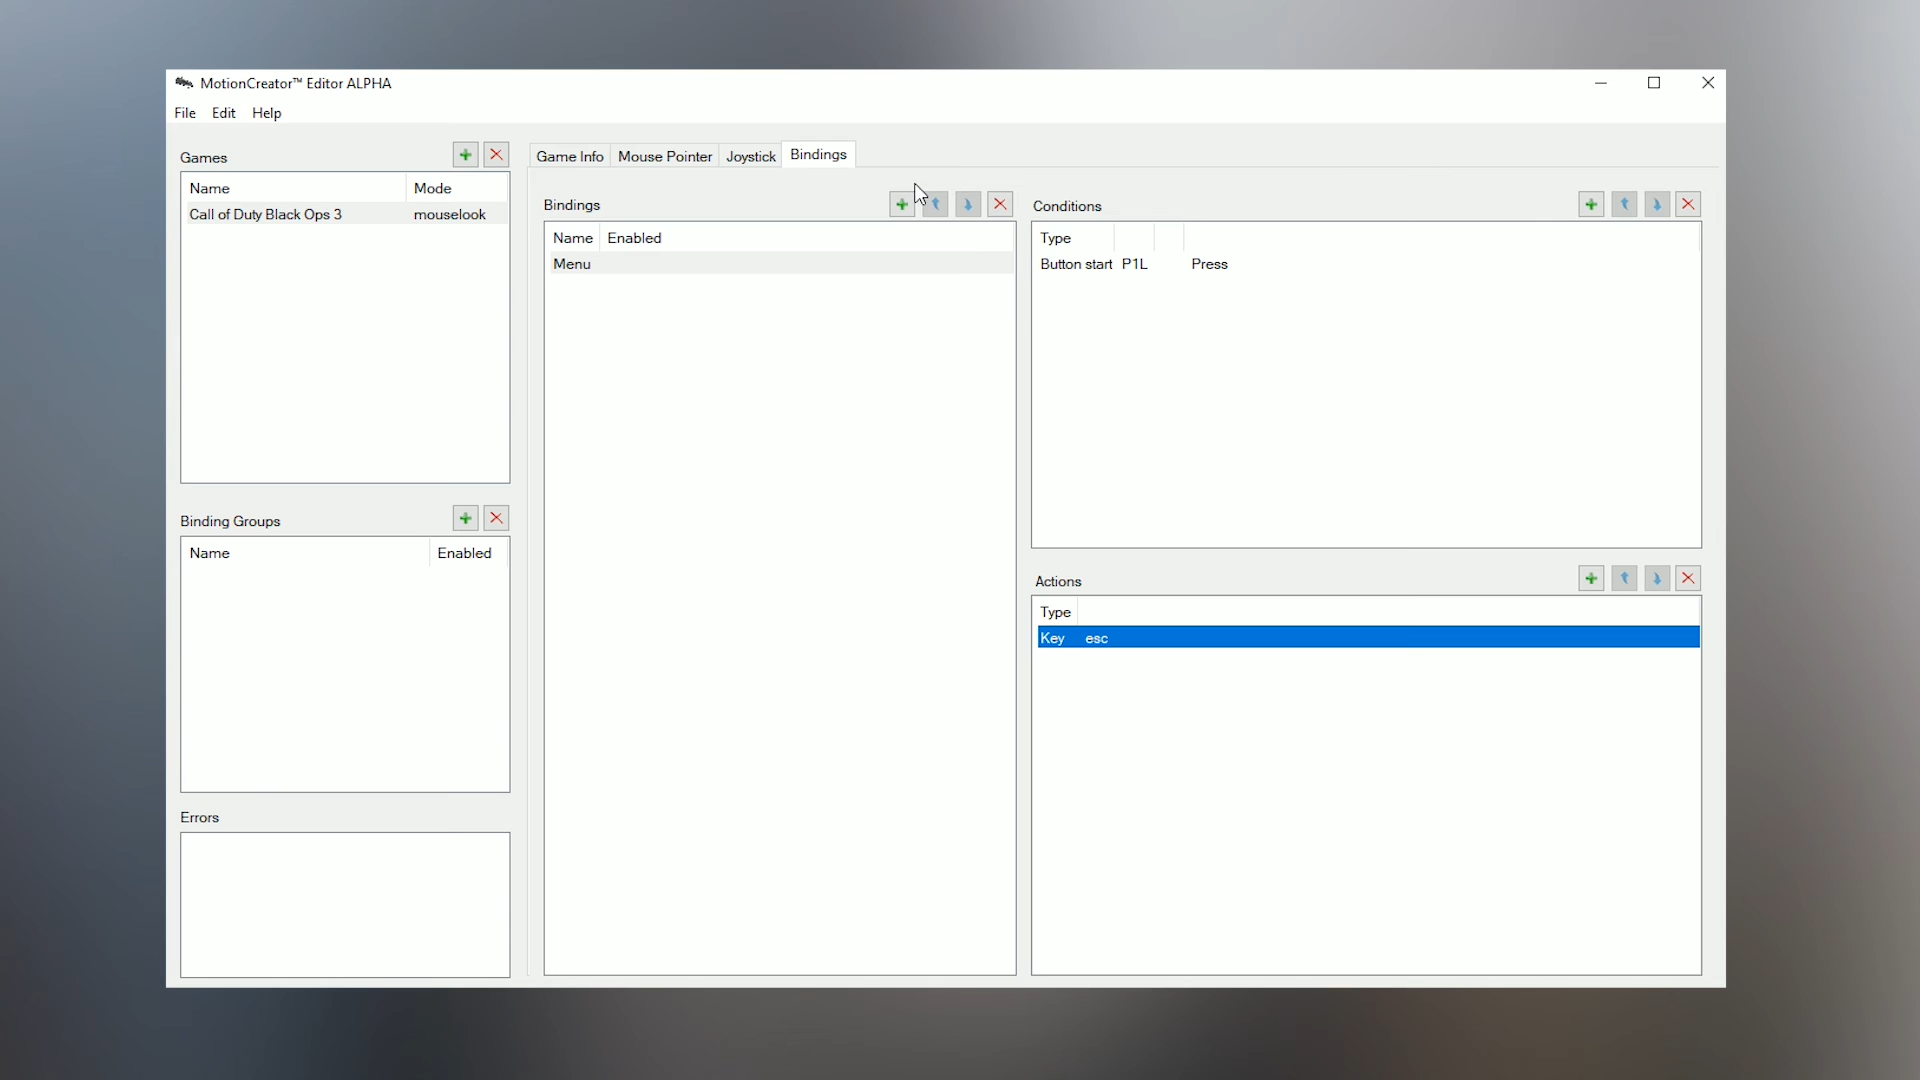 MotionCreator™ Editor ALPHA
File Edit Help
Games
Name Mode
Call of Duty Black Ops 3 mouselook
Binding Groups
Name Enabled
Errors
Game Info Mouse Pointer Joystick Bindings
Bindings
Name Enabled
Menu
Conditions
Type
Button start P1L Press
Actions
Type
Key esc